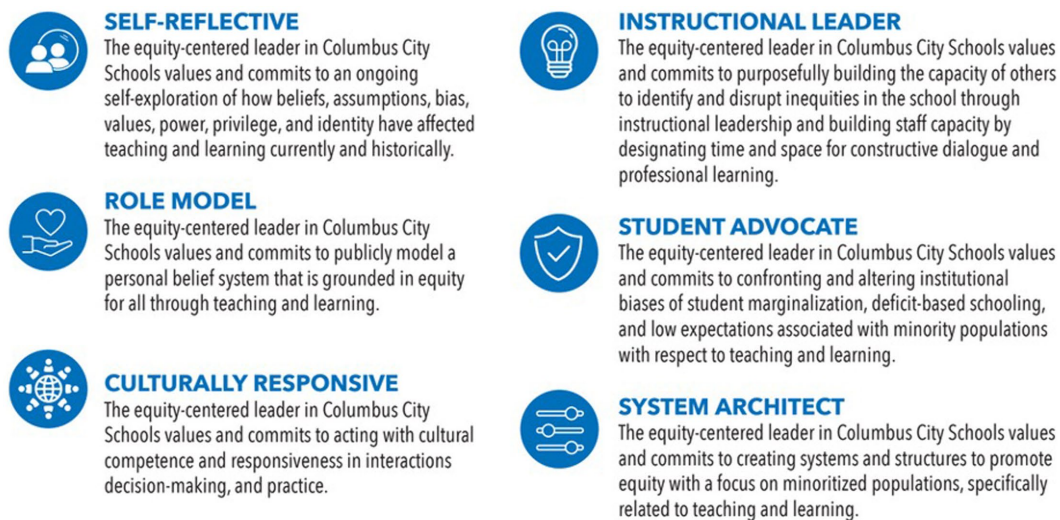 SELF-REFLECTIVE
The equity-centered leader in Columbus City
Schools values and commits to an ongoing
self-exploration of how beliefs, assumptions, bias,
values, power, privilege, and identity have affected
teaching and learning currently and historically.
ROLE MODEL
The equity-centered leader in Columbus City
Schools values and commits to publicly model a
personal belief system that is grounded in equity
for all through teaching and learning.
CULTURALLY RESPONSIVE
The equity-centered leader in Columbus City
Schools values and commits to acting with cultural
competence and responsiveness in interactions
decision-making, and practice.
INSTRUCTIONAL LEADER
The equity-centered leader in Columbus City Schools values
and commits to purposefully building the capacity of others
to identify and disrupt inequities in the school through
instructional leadership and building staff capacity by
designating time and space for constructive dialogue and
professional learning.
STUDENT ADVOCATE
The equity-centered leader in Columbus City Schools values
and commits to confronting and altering institutional
biases of student marginalization, deficit-based schooling,
and low expectations associated with minority populations
with respect to teaching and learning.
SYSTEM ARCHITECT
The equity-centered leader in Columbus City Schools values
and commits to creating systems and structures to promote
equity with a focus on minoritized populations, specifically
related to teaching and learning.